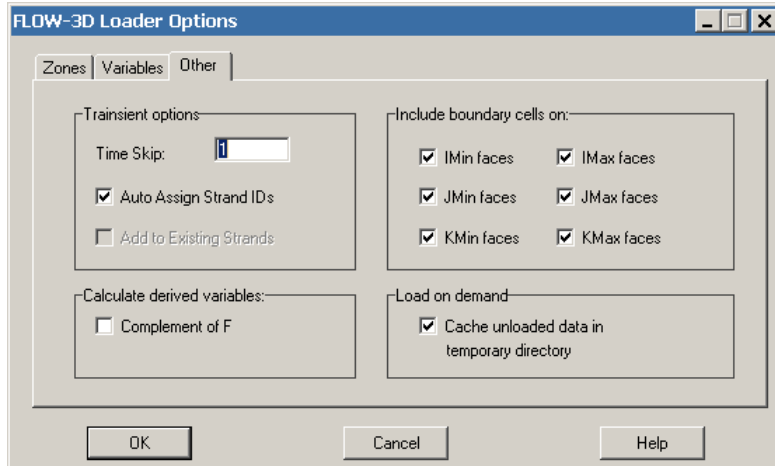 FLOW-3D Loader Options
Zones Variables Other
Trainsient options
Time Skip: 1
Auto Assign Strand IDs
Add to Existing Strands
Include boundary cells on:
IMin faces IMax faces
JMin faces JMax faces
KMin faces KMax faces
Calculate derived variables:
Complement of F
Load on demand
Cache unloaded data in
temporary directory
OK Cancel Help